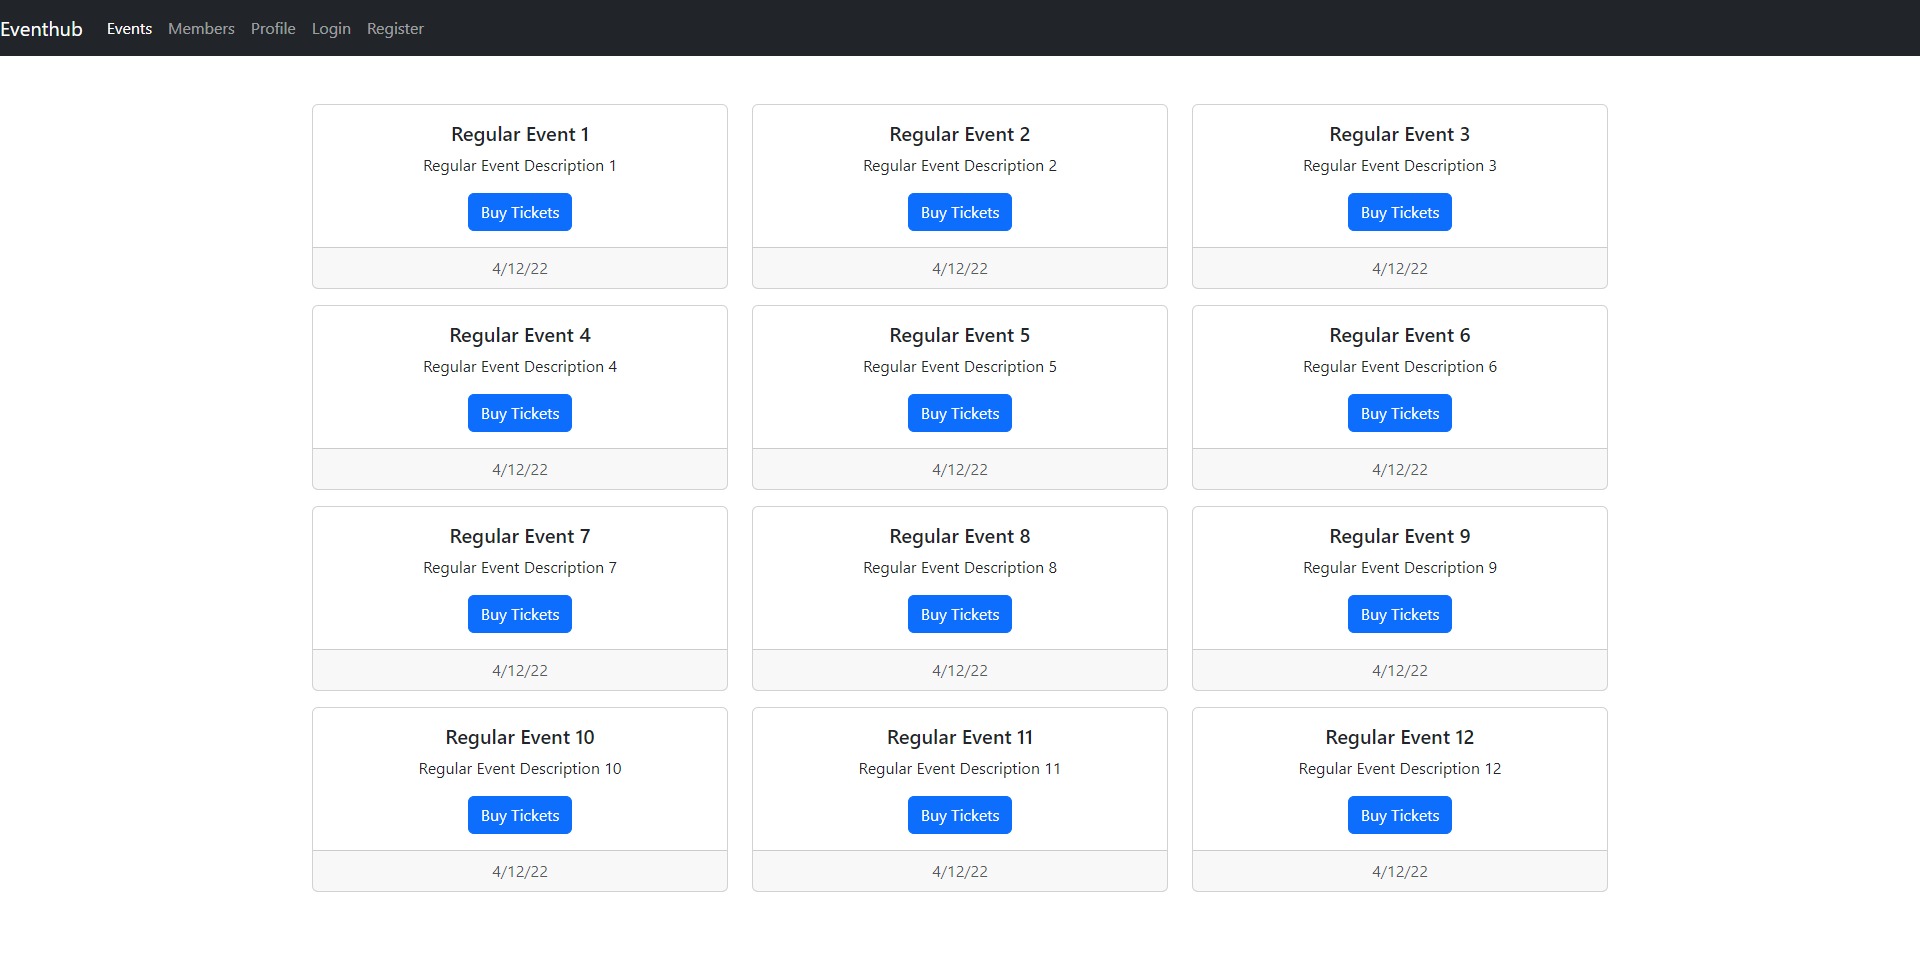 Eventhub Events Members Profile Login Register
Regular Event 1
Regular Event Description 1
Buy Tickets
4/12/22
Regular Event 2
Regular Event Description 2
Buy Tickets
4/12/22
Regular Event 3
Regular Event Description 3
Buy Tickets
4/12/22
Regular Event 4
Regular Event Description 4
Buy Tickets
4/12/22
Regular Event 5
Regular Event Description 5
Buy Tickets
4/12/22
Regular Event 6
Regular Event Description 6
Buy Tickets
4/12/22
Regular Event 7
Regular Event Description 7
Buy Tickets
4/12/22
Regular Event 8
Regular Event Description 8
Buy Tickets
4/12/22
Regular Event 9
Regular Event Description 9
Buy Tickets
4/12/22
Regular Event 10
Regular Event Description 10
Buy Tickets
4/12/22
Regular Event 11
Regular Event Description 11
Buy Tickets
4/12/22
Regular Event 12
Regular Event Description 12
Buy Tickets
4/12/22